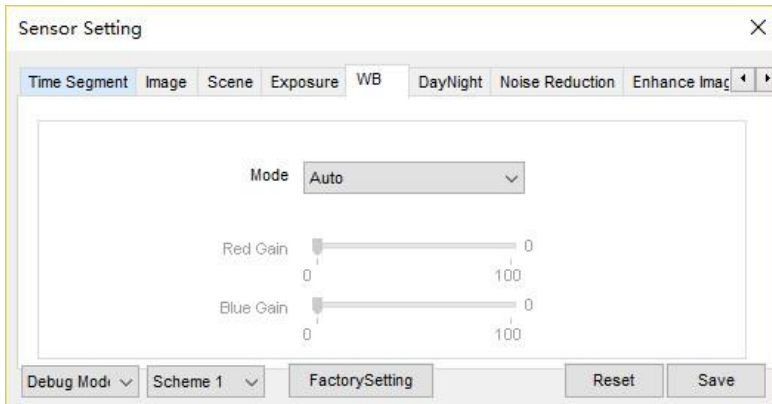 Sensor Setting
Time Segment Image Scene Exposure WB DayNight Noise Reduction Enhance Imag
Mode Auto
Red Gain 0
0 100
Blue Gain 0
0 100
Debug Mod Scheme 1 FactorySetting Reset Save